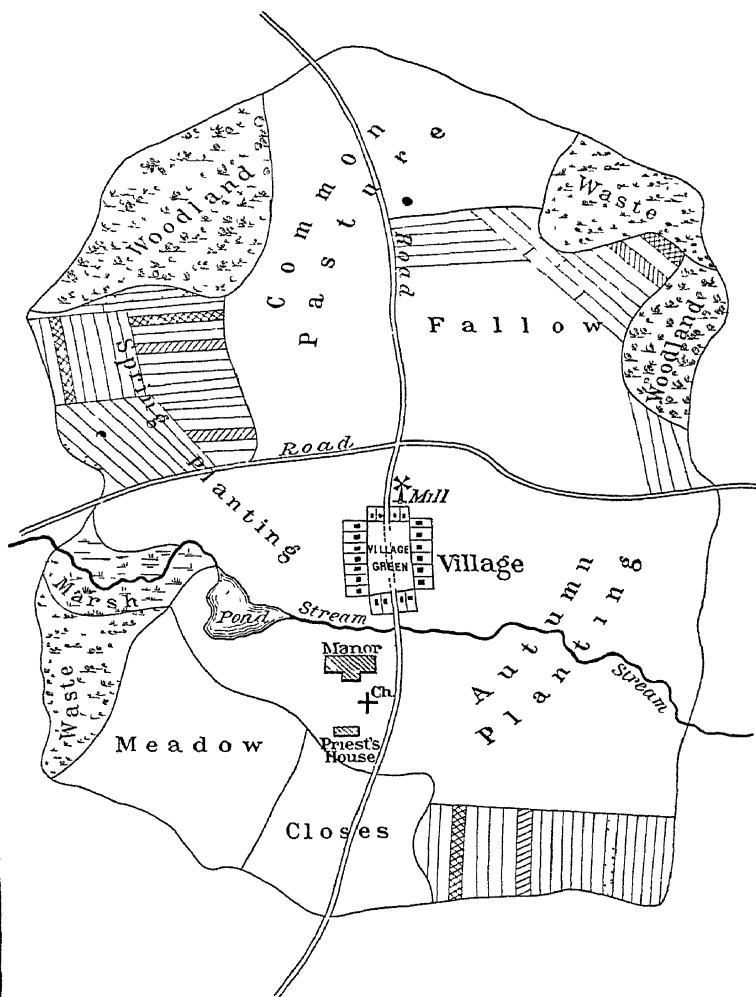 Common
Pasture
Woodland
Waste
Road
Fallow
Woodland
Spring
Planting
Road
Mill
VILLAGE
GREEN
Village
Autumn
Planting
Marsh
Pond
Stream
Stream
Manor
Waste
Ch.
Priest's
House
Meadow
Closes